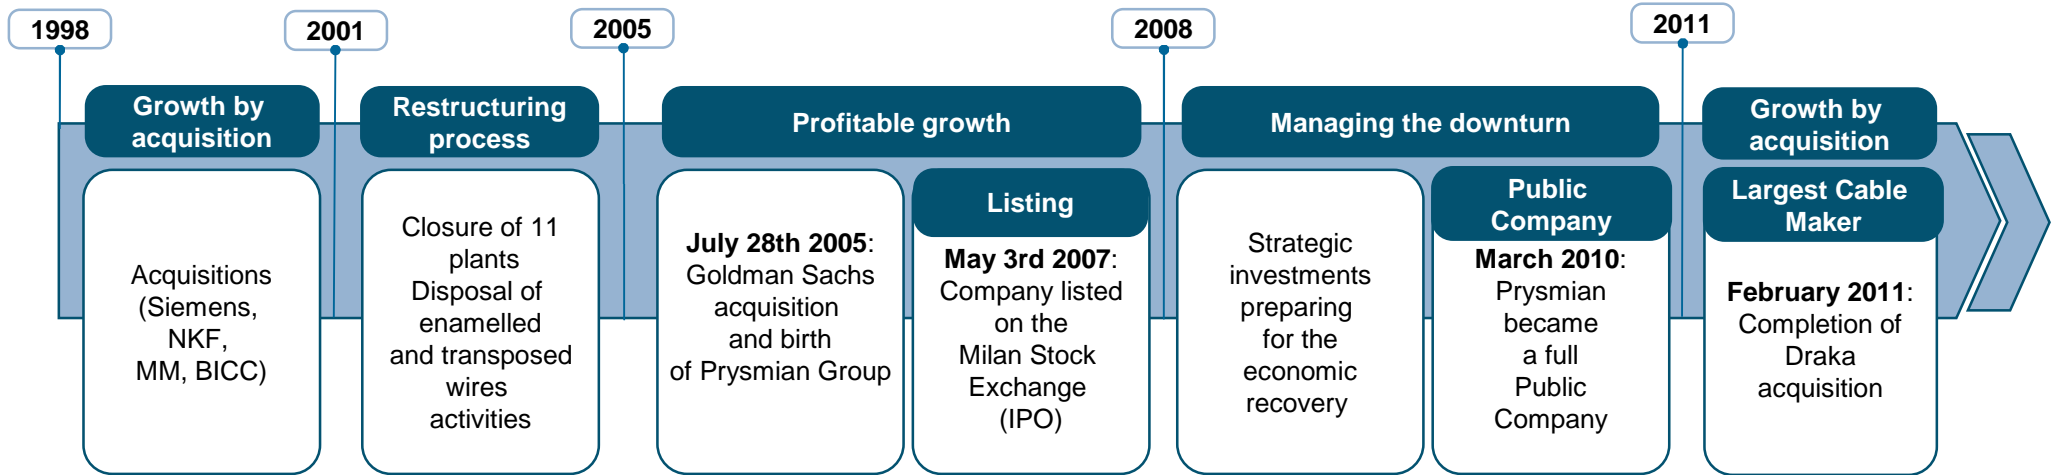 1998
2001
2005
2008
2011
Growth by
acquisition
Acquisitions
(Siemens,
NKF,
MM, BICC)
Restructuring
process
Closure of 11
plants
Disposal of
enamelled
and transposed
wires
activities
Profitable growth
July 28th 2005:
Goldman Sachs
acquisition
and birth
of Prysmian Group
Listing
May 3rd 2007:
Company listed
on the
Milan Stock
Exchange
(IPO)
Managing the downturn
Strategic
investments
preparing
for the
economic
recovery
Public
Company
March 2010:
Prysmian
became
a full
Public
Company
Growth by
acquisition
Largest Cable
Maker
February 2011:
Completion of
Draka
acquisition